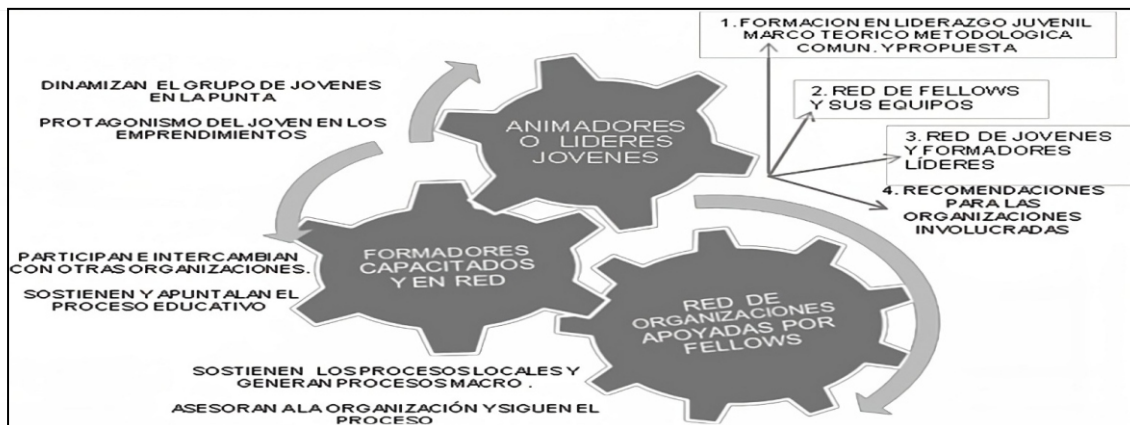 1. FORMACION EN LIDERAZGO JUVENIL
MARCO TEORICO METODOLOGICA
COMUN. Y PROPUESTA
DINAMIZAN EL GRUPO DE JOVENES
EN LA PUNTA
PROTAGONISMO DEL JOVEN EN LOS
EMPRENDIMIENTOS
ANIMADORES
O LIDERES
JOVENES
2. RED DE FELLOWS
Y SUS EQUIPOS
3. RED DE JOVENES
Y FORMADORES
LÍDERES
4. RECOMENDACIONES
PARA LAS
ORGANIZACIONES
INVOLUCRADAS
PARTICIPAN E INTERCAMBIAN
CON OTRAS ORGANIZACIONES.
SOSTIENEN Y APUNTALAN EL
PROCESO EDUCATIVO
FORMADORES
CAPACITADOS
Y EN RED
RED DE
ORGANIZACIONES
APOYADAS POR
FELLOWS
SOSTIENEN LOS PROCESOS LOCALES Y
GENERAN PROCESOS MACRO .
ASESORAN A LA ORGANIZACIÓN Y SIGUEN EL
PROCESO